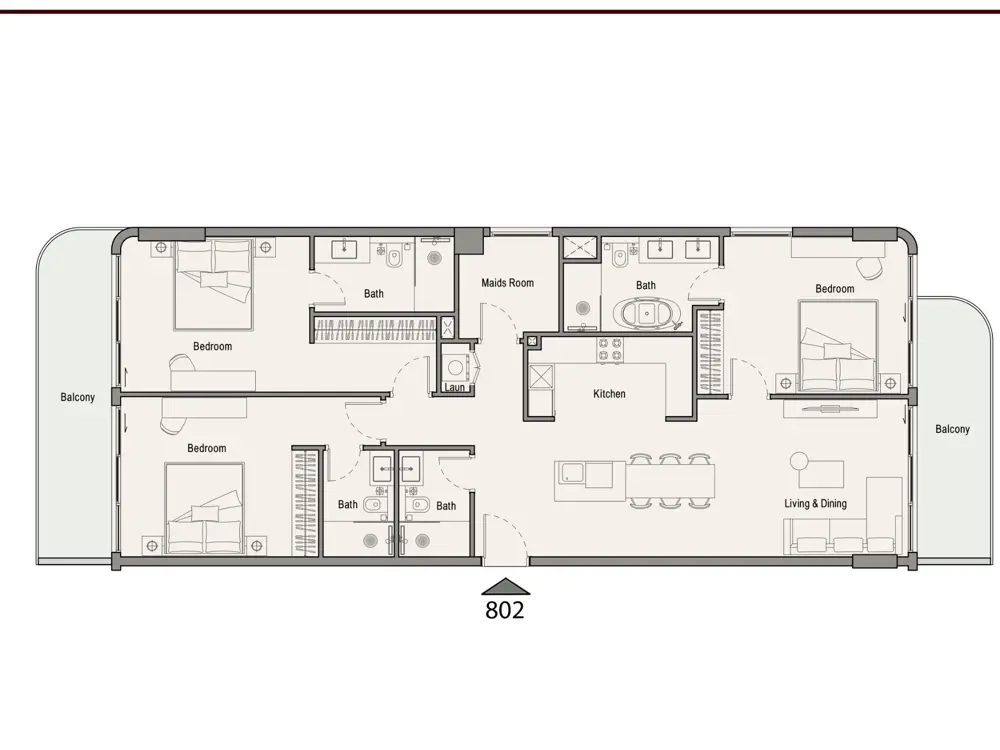 Maids Room
Bath
Bath
Bedroom
Bedroom
Laun
Kitchen
Balcony
Balcony
Bedroom
Bath
Bath
Living & Dining
802